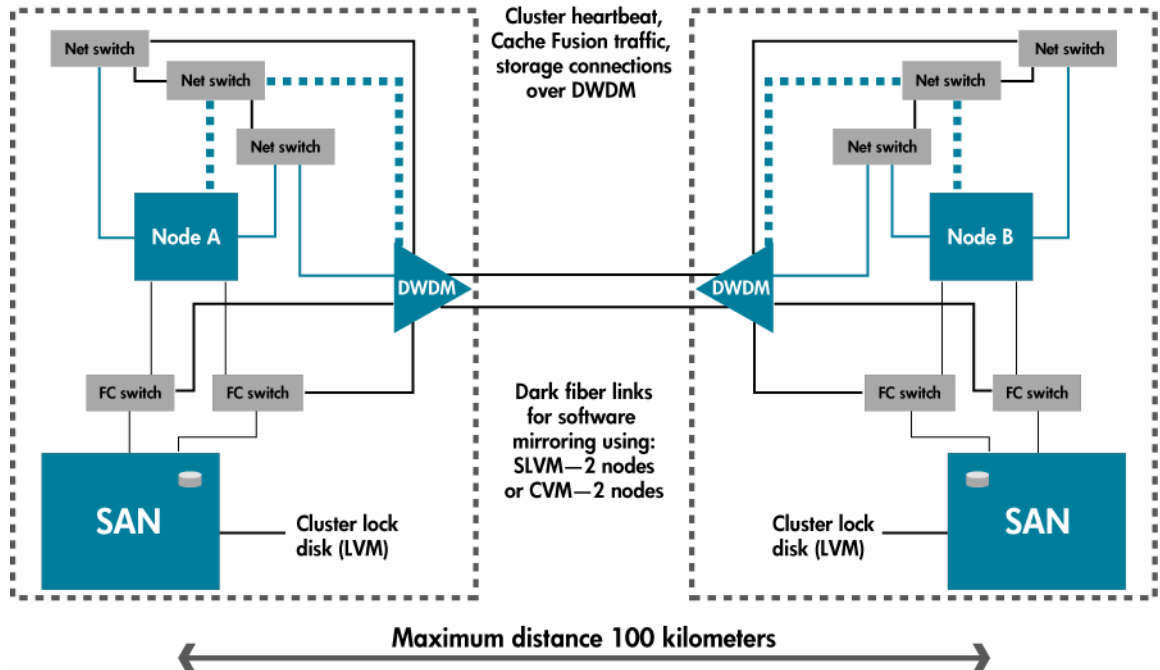 Cluster heartbeat,
Cache Fusion traffic,
storage connections
over DWDM
Net switch
Net switch
Net switch
Node A
DWDM
FC switch
FC switch
SAN
Cluster lock
disk (LVM)
Dark fiber links
for software
mirroring using:
SLVM—2 nodes
or CVM—2 nodes
Net switch
Net switch
Net switch
Node B
DWDM
FC switch
FC switch
SAN
Cluster lock
disk (LVM)
Maximum distance 100 kilometers